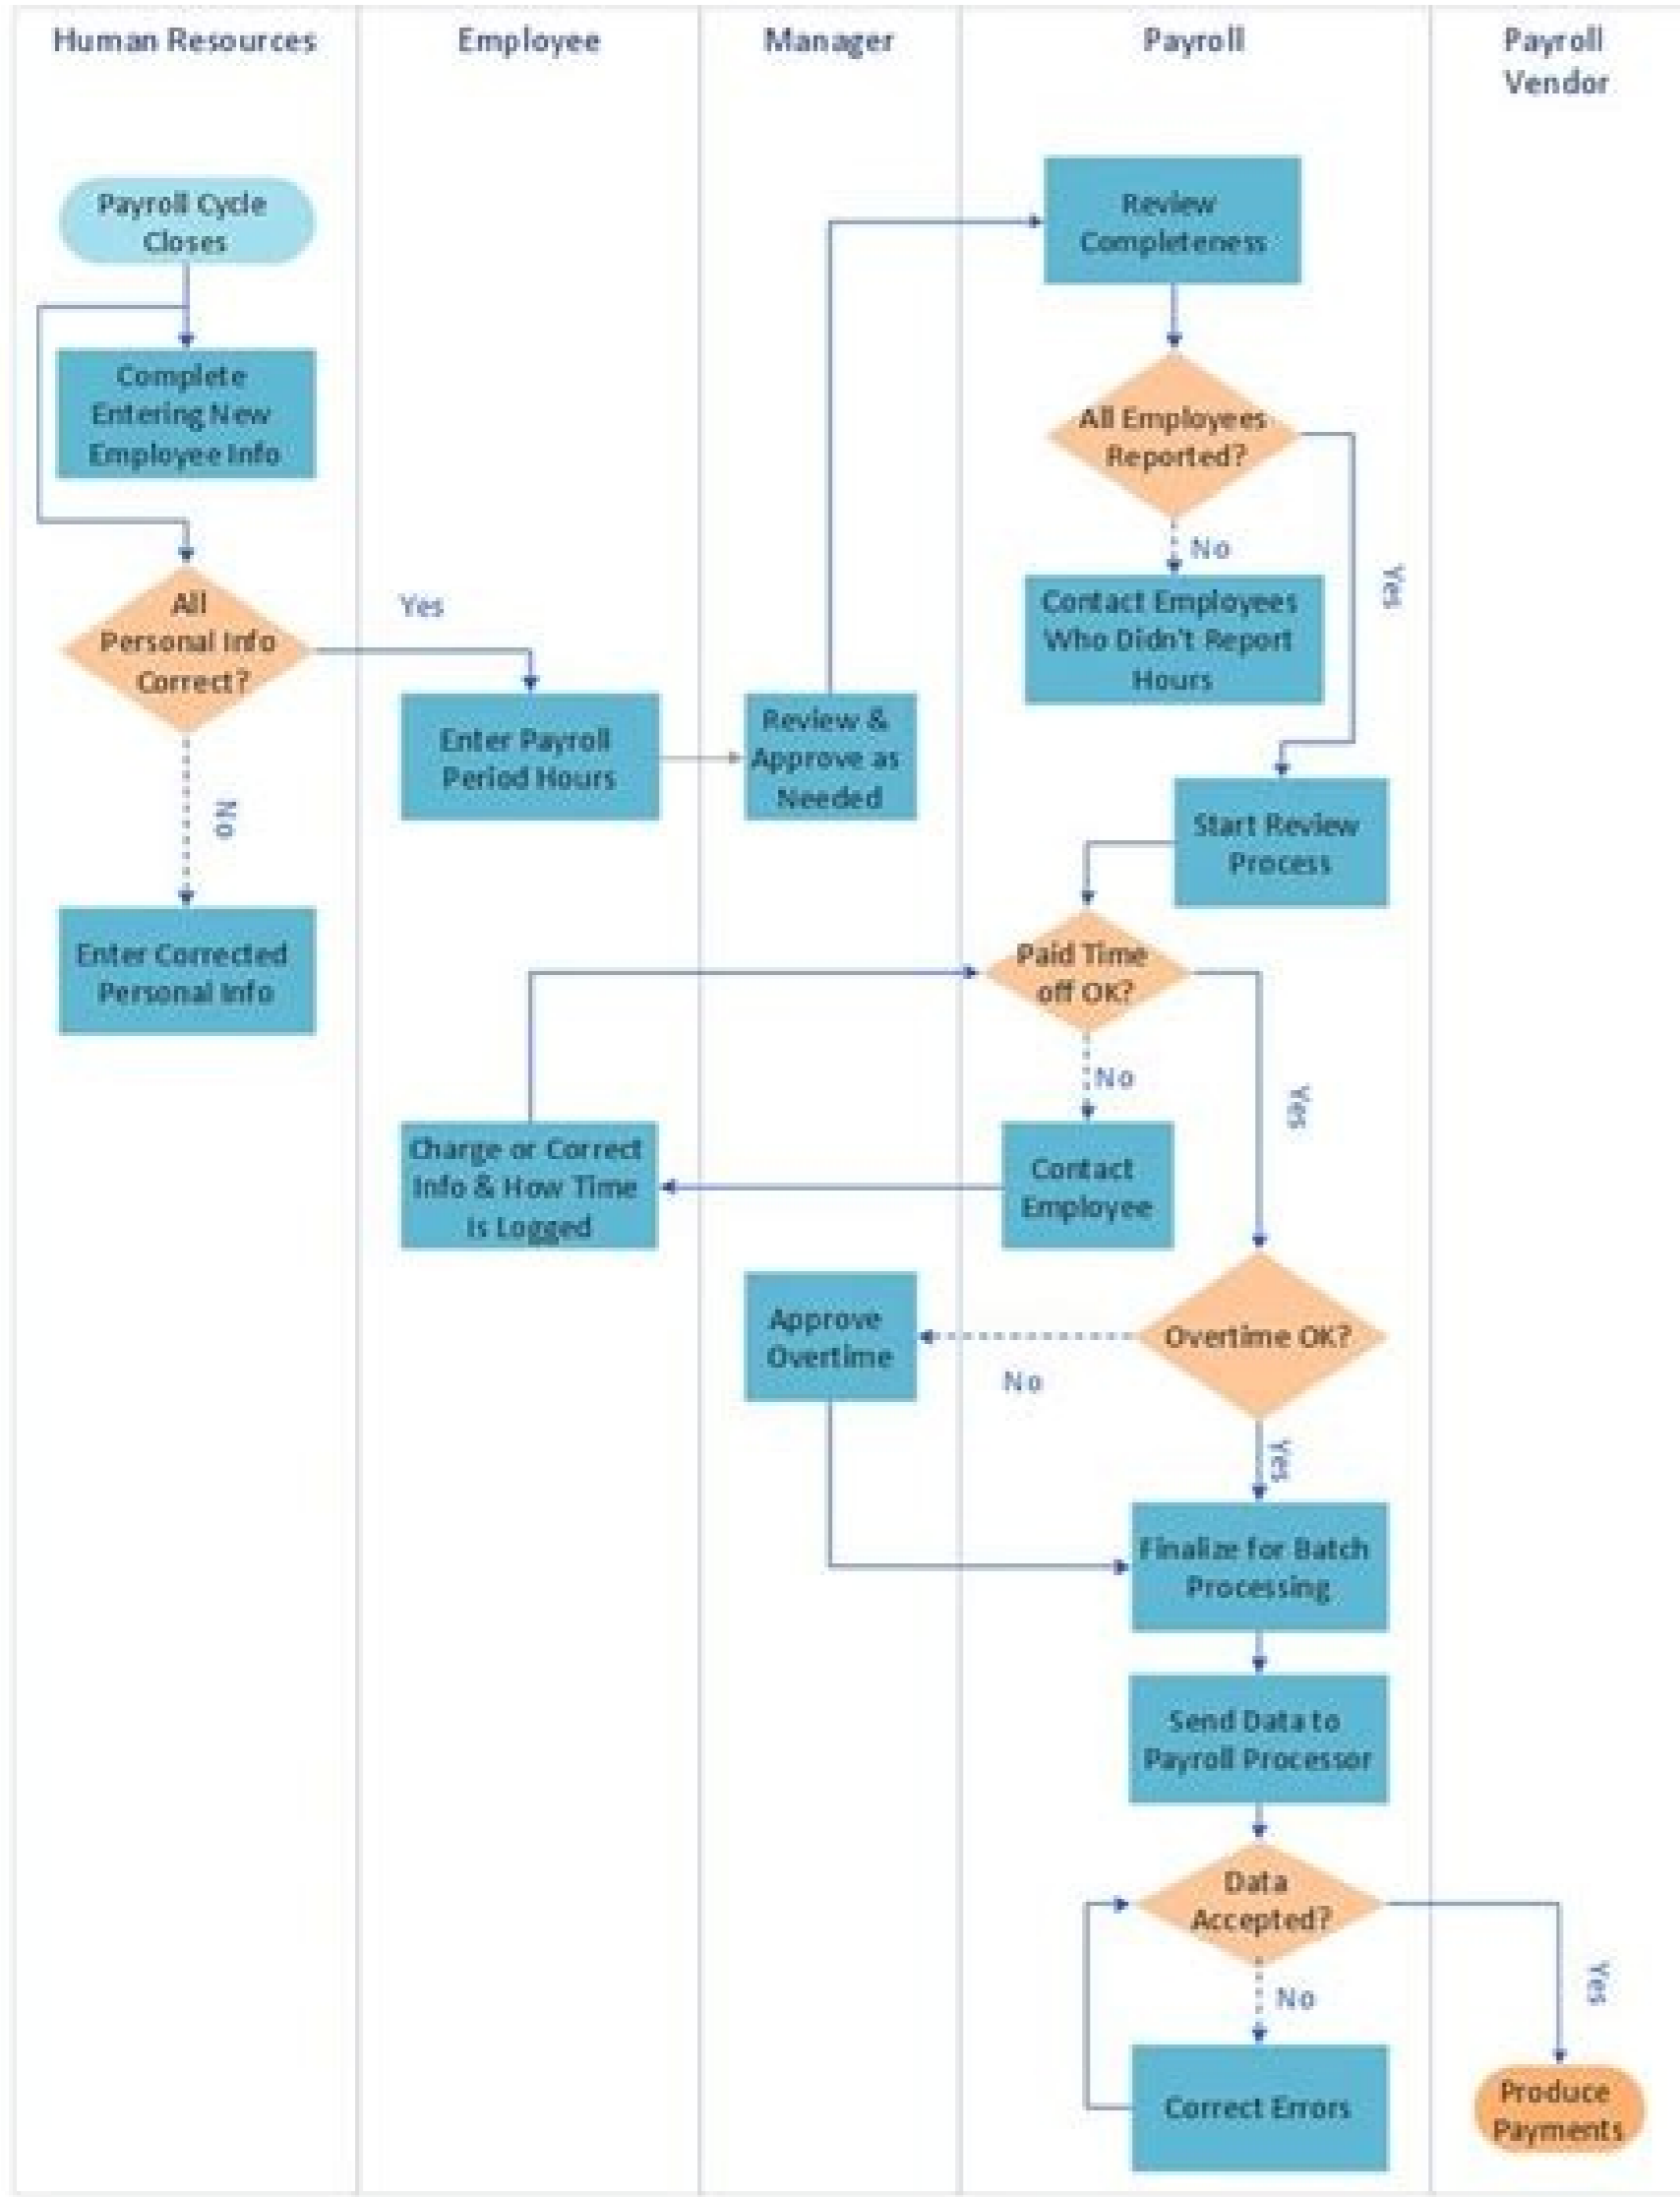 Human Resources
Employee
Manager
Payroll
Payroll
Vendor
Payroll Cycle
Closes
Complete
Entering New
Employee Info
All
Personal Info
Correct?
Yes
No
Enter Corrected
Personal Info
Enter Payroll
Period Hours
Review &
Approve as
Needed
Review
Completeness
All Employees
Reported?
No
Yes
Contact Employees
Who Didn't Report
Hours
Start Review
Process
Paid Time
off OK?
No
Yes
Contact
Employee
Charge or Correct
Info & How Time
is Logged
Overtime OK?
No
Approve
Overtime
Yes
Finalize for Batch
Processing
Send Data to
Payroll Processor
Data
Accepted?
No
Yes
Correct Errors
Produce
Payments